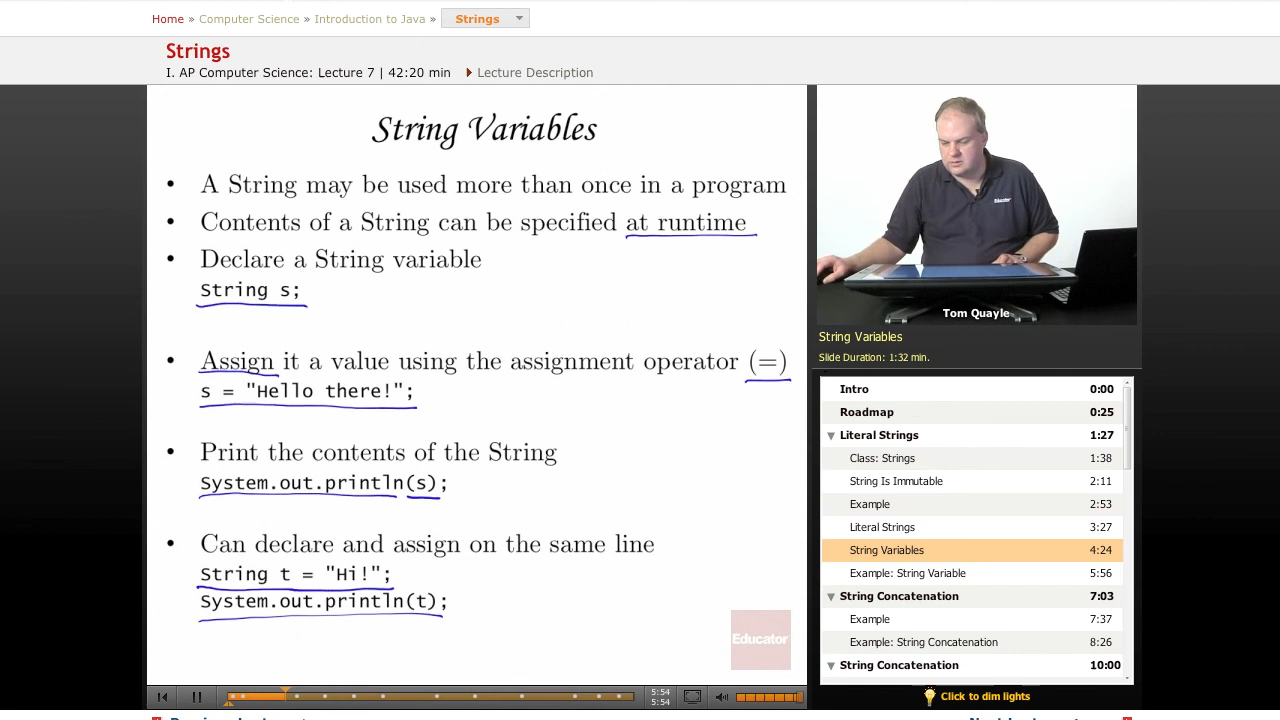 Home » Computer Science » Introduction to Java » Strings
Strings
I. AP Computer Science: Lecture 7 | 42:20 min Lecture Description
String Variables
• A String may be used more than once in a program
• Contents of a String can be specified at runtime
• Declare a String variable
String s;
• Assign it a value using the assignment operator (=)
s = "Hello there!";
• Print the contents of the String
System.out.println(s);
• Can declare and assign on the same line
String t = "Hi!";
System.out.println(t);
Educator
5:54
5:54
Educator
Tom Quayle
String Variables
Slide Duration: 1:32 min.
Intro 0:00
Roadmap 0:25
Literal Strings 1:27
Class: Strings 1:38
String Is Immutable 2:11
Example 2:53
Literal Strings 3:27
String Variables 4:24
Example: String Variable 5:56
String Concatenation 7:03
Example 7:37
Example: String Concatenation 8:26
String Concatenation 10:00
Click to dim lights